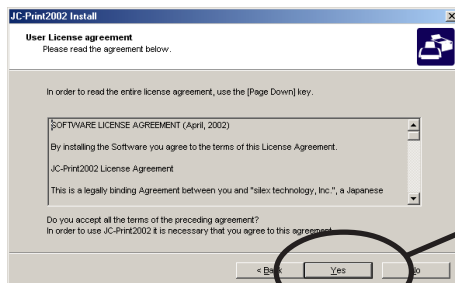 JC-Print2002 Install
User License agreement
Please read the agreement below.
In order to read the entire license agreement, use the [Page Down] key.
SOFTWARE LICENSE AGREEMENT (April, 2002)
By installing the Software you agree to the terms of this License Agreement.
JC-Print2002 License Agreement
This is a legally binding Agreement between you and "silex technology, Inc.", a Japanese
Do you accept all the terms of the preceding agreement?
In order to use JC-Print2002 it is necessary that you agree to this agreement.
< Back Yes No